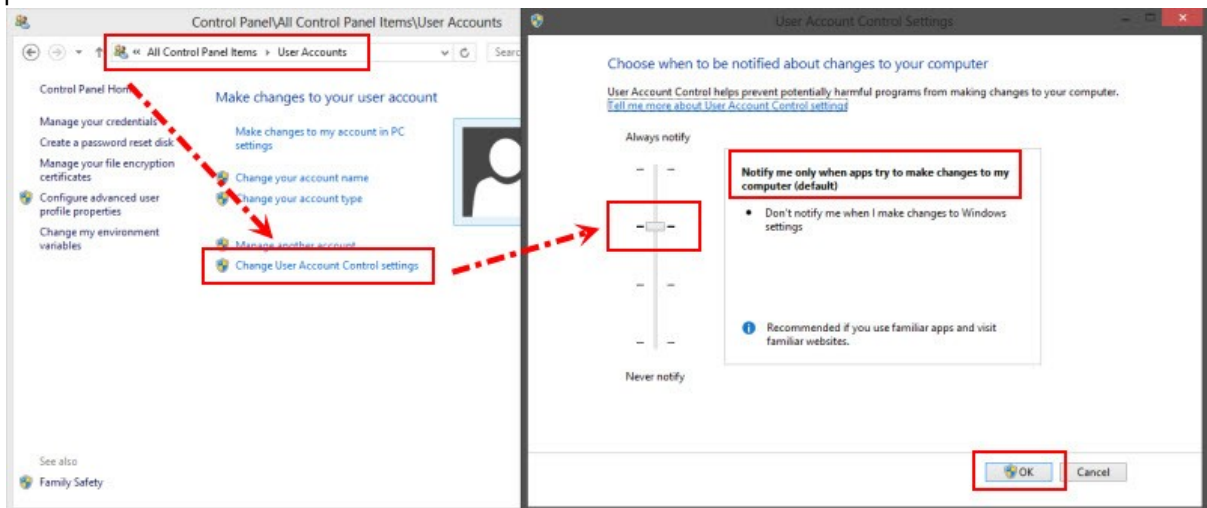 Control Panel\All Control Panel Items\User Accounts
« All Control Panel Items
User Accounts
Control Panel
Manage your credentials
Create a password reset disk
Manage your file encryption
certificates
Configure advanced user
profile properties
Change my environment
variables
See also
Family Safety
Make changes to your user account
Make changes to my account in PC
settings
Change your account name
Change your account type
Manage another account
Change User Account Control settings
User Account Control Settings
Choose when to be notified about changes to your computer
User Account Control helps prevent potentially harmful programs from making changes to your computer.
Tell me more about User Account Control settings
Always notify
Never notify
Notify me only when apps try to make changes to my
computer (default)
• Don't notify me when I make changes to Windows
settings
Recommended if you use familiar apps and visit
familiar websites.
OK
Cancel